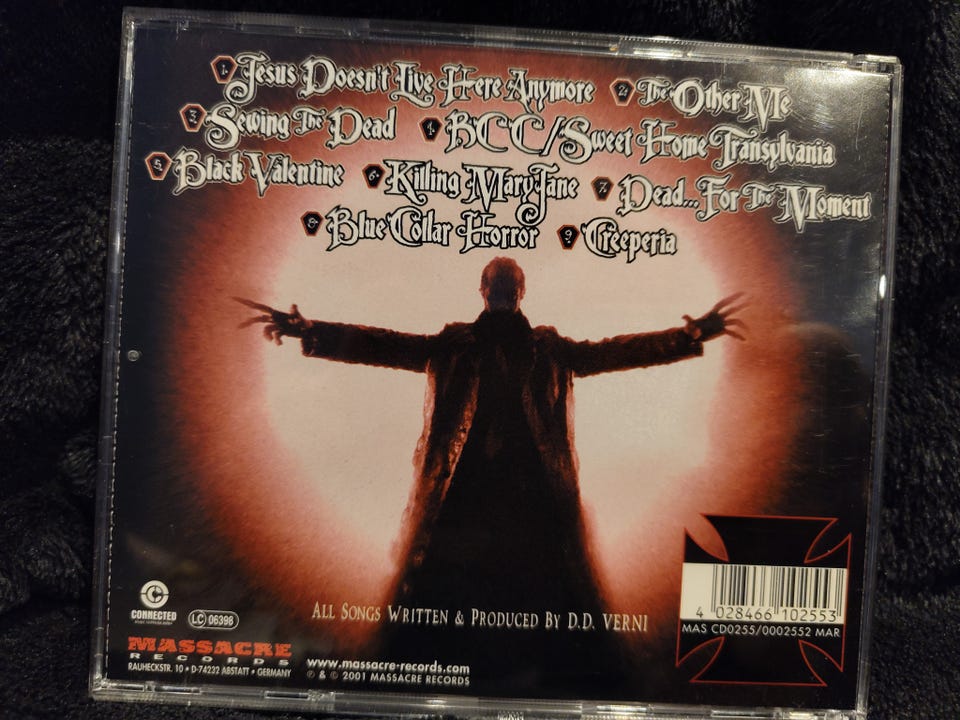 1. Jesus Doesn't Live Here Anymore 2. The Other Me
3. Sewing The Dead 4. BCC/Sweet Home Transylvania
5. Black Valentine 6. Killing MaryJane 7. Dead... For The Moment
8. Blue Collar Horror 9. Creeperia
ALL SONGS WRITTEN & PRODUCED BY D.D. VERNI
CONNECTED
LC 06398
MASSACRE
RECORDS
RAUHECKSTR. 10 • D-74232 ABSTATT • GERMANY
www.massacre-records.com
℗ & © 2001 MASSACRE RECORDS
4 028466 102553
MAS CD0255/0002552 MAR